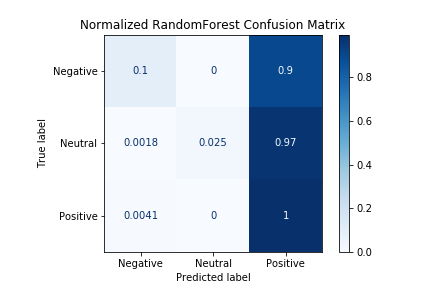 Normalized RandomForest Confusion Matrix
Negative 0.1 0 0.9
Neutral 0.0018 0.025 0.97
Positive 0.0041 0 1
Negative Neutral Positive
Predicted label
True label
0.8
0.6
0.4
0.2
0.0